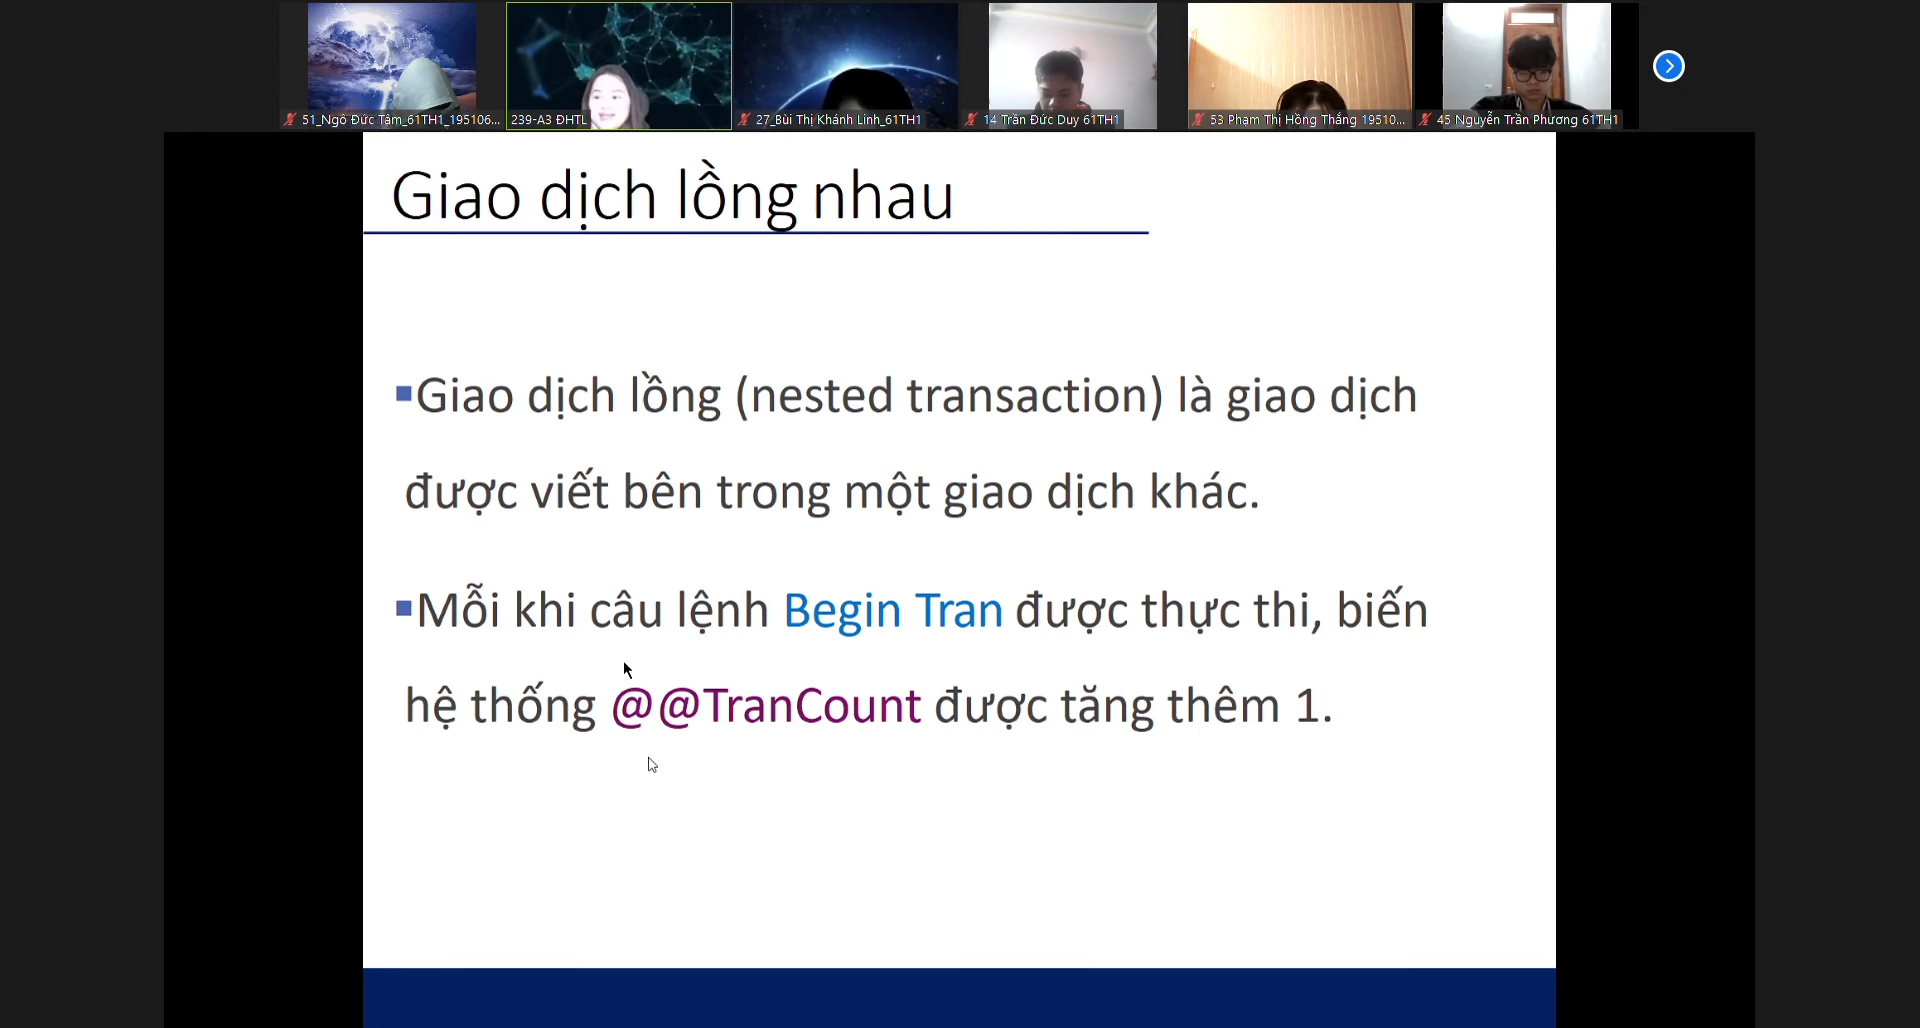 51_Ngô Đức Tâm_61TH1_195106...
239-A3 ĐHTL
27_Bùi Thị Khánh Linh_61TH1
14 Trần Đức Duy 61TH1
53 Phạm Thị Hồng Thắng 19510...
45 Nguyễn Trần Phương 61TH1
Giao dịch lồng nhau
Giao dịch lồng (nested transaction) là giao dịch
được viết bên trong một giao dịch khác.
Mỗi khi câu lệnh Begin Tran được thực thi, biến
hệ thống @@TranCount được tăng thêm 1.